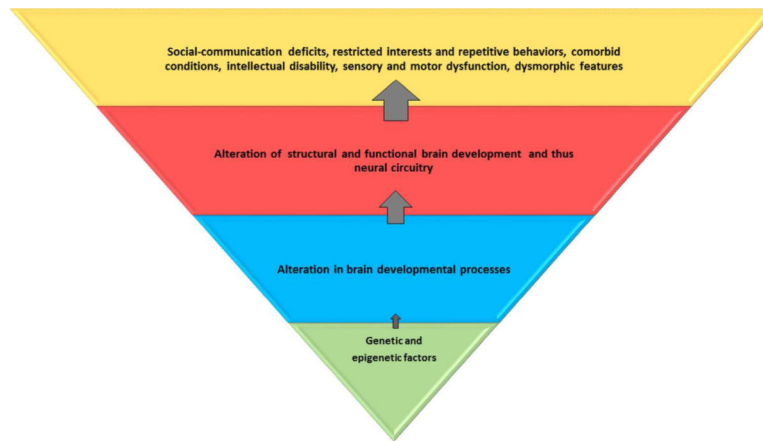 Social-communication deficits, restricted interests and repetitive behaviors, comorbid
conditions, intellectual disability, sensory and motor dysfunction, dysmorphic features
Alteration of structural and functional brain development and thus
neural circuitry
Alteration in brain developmental processes
Genetic and
epigenetic factors